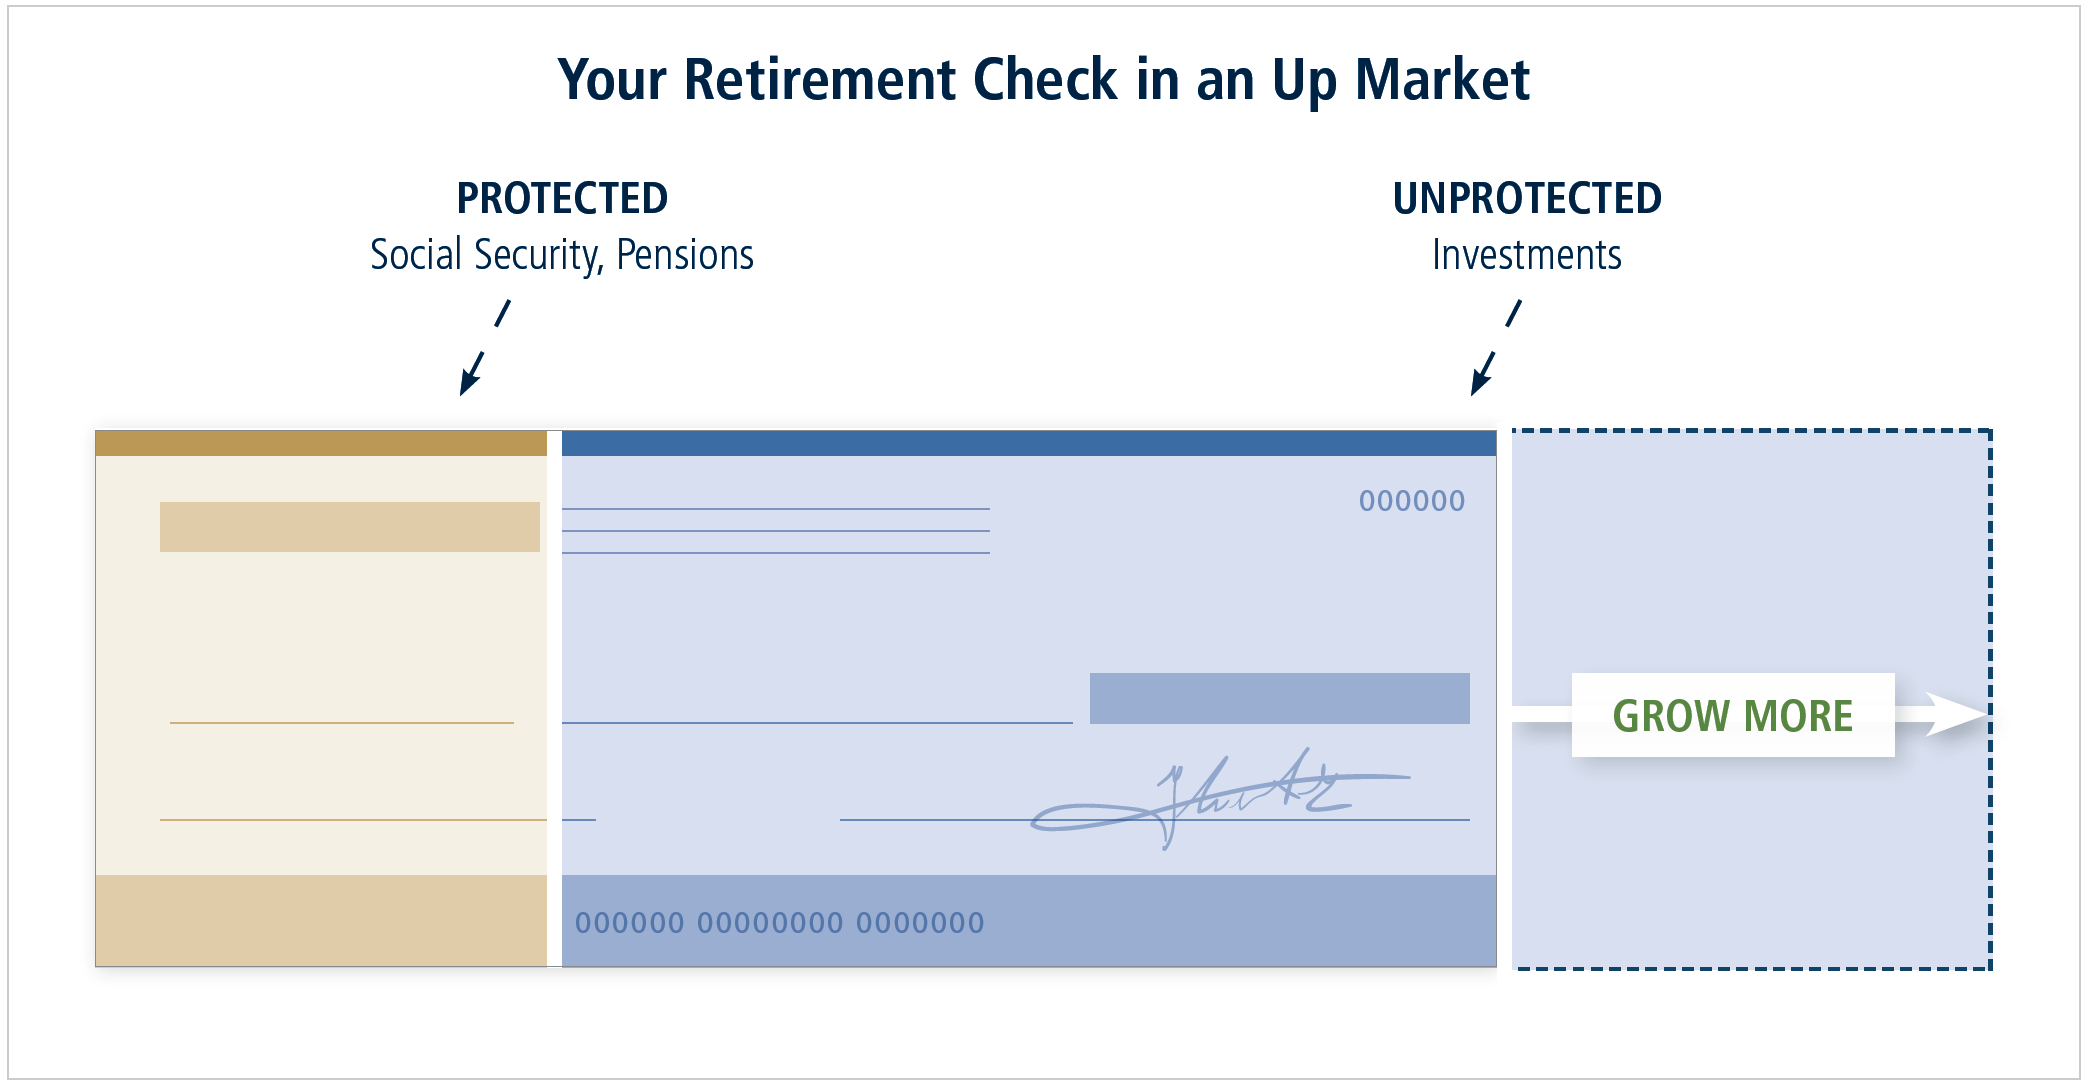 Your Retirement Check in an Up Market
PROTECTED
Social Security, Pensions
UNPROTECTED
Investments
000000
GROW MORE
000000 00000000 0000000